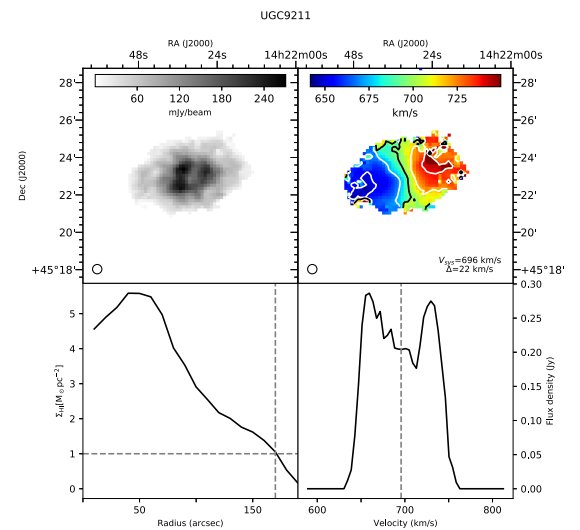 UGC9211
RA (J2000)
RA (J2000)
48s 24s 14h22m00s 48s 24s 14h22m00s
28' 28'
60 120 180 240
mJy/beam
650 675 700 725
km/s
26' 26'
24' 24'
Dec (J2000)
22' 22'
20' 20'
V_sys=696 km/s
Δ=22 km/s
+45°18' +45°18'
0.30
5
0.25
4
0.20
3
Σ_HI[M_⊙pc⁻²]
0.15
Flux density (Jy)
2
0.10
1
0.05
0
0.00
50 150
600 700 800
Radius (arcsec)
Velocity (km/s)